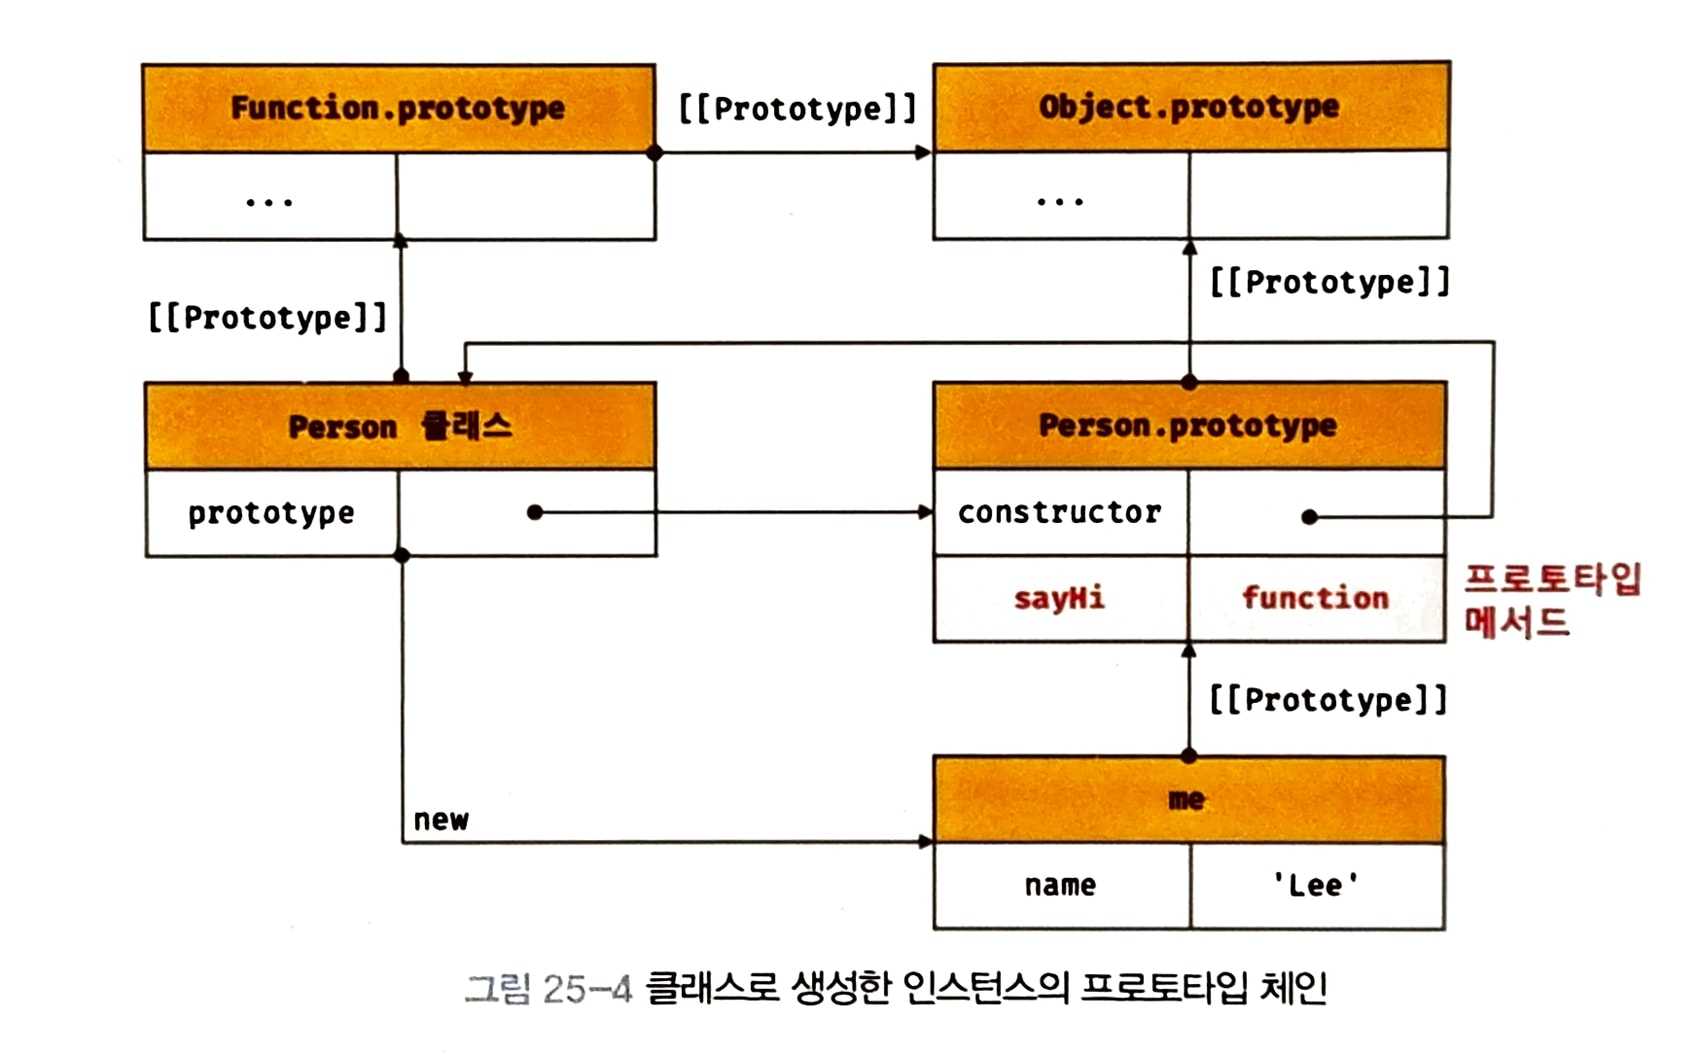 Function.prototype
[[Prototype]]
Object.prototype
...
...
[[Prototype]]
[[Prototype]]
Person 클래스
Person.prototype
prototype
constructor
sayHi
function
프로토타입
메서드
[[Prototype]]
new
me
name
'Lee'
그림 25-4 클래스로 생성한 인스턴스의 프로토타입 체인